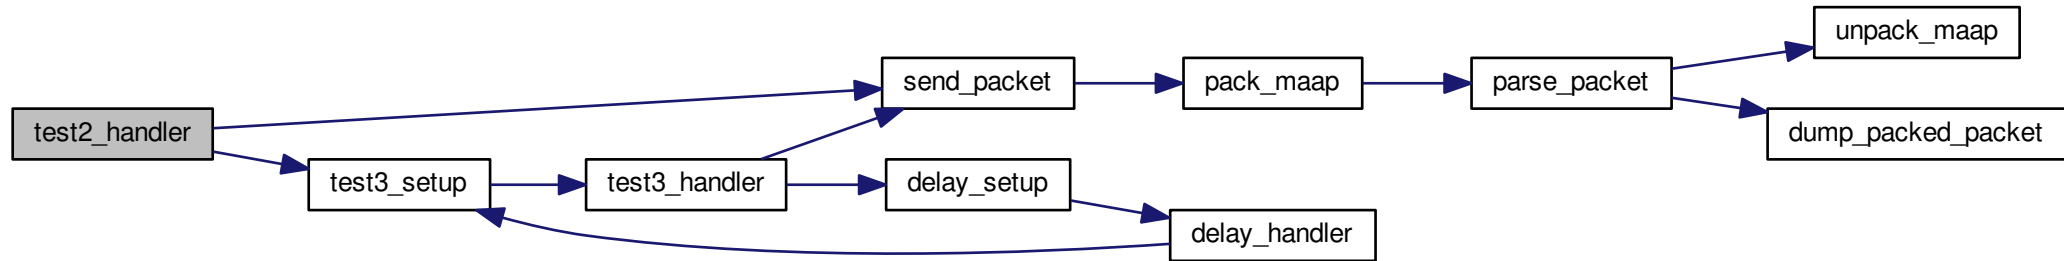 test2_handler
test3_setup
test3_handler
send_packet
delay_setup
pack_maap
delay_handler
parse_packet
unpack_maap
dump_packed_packet